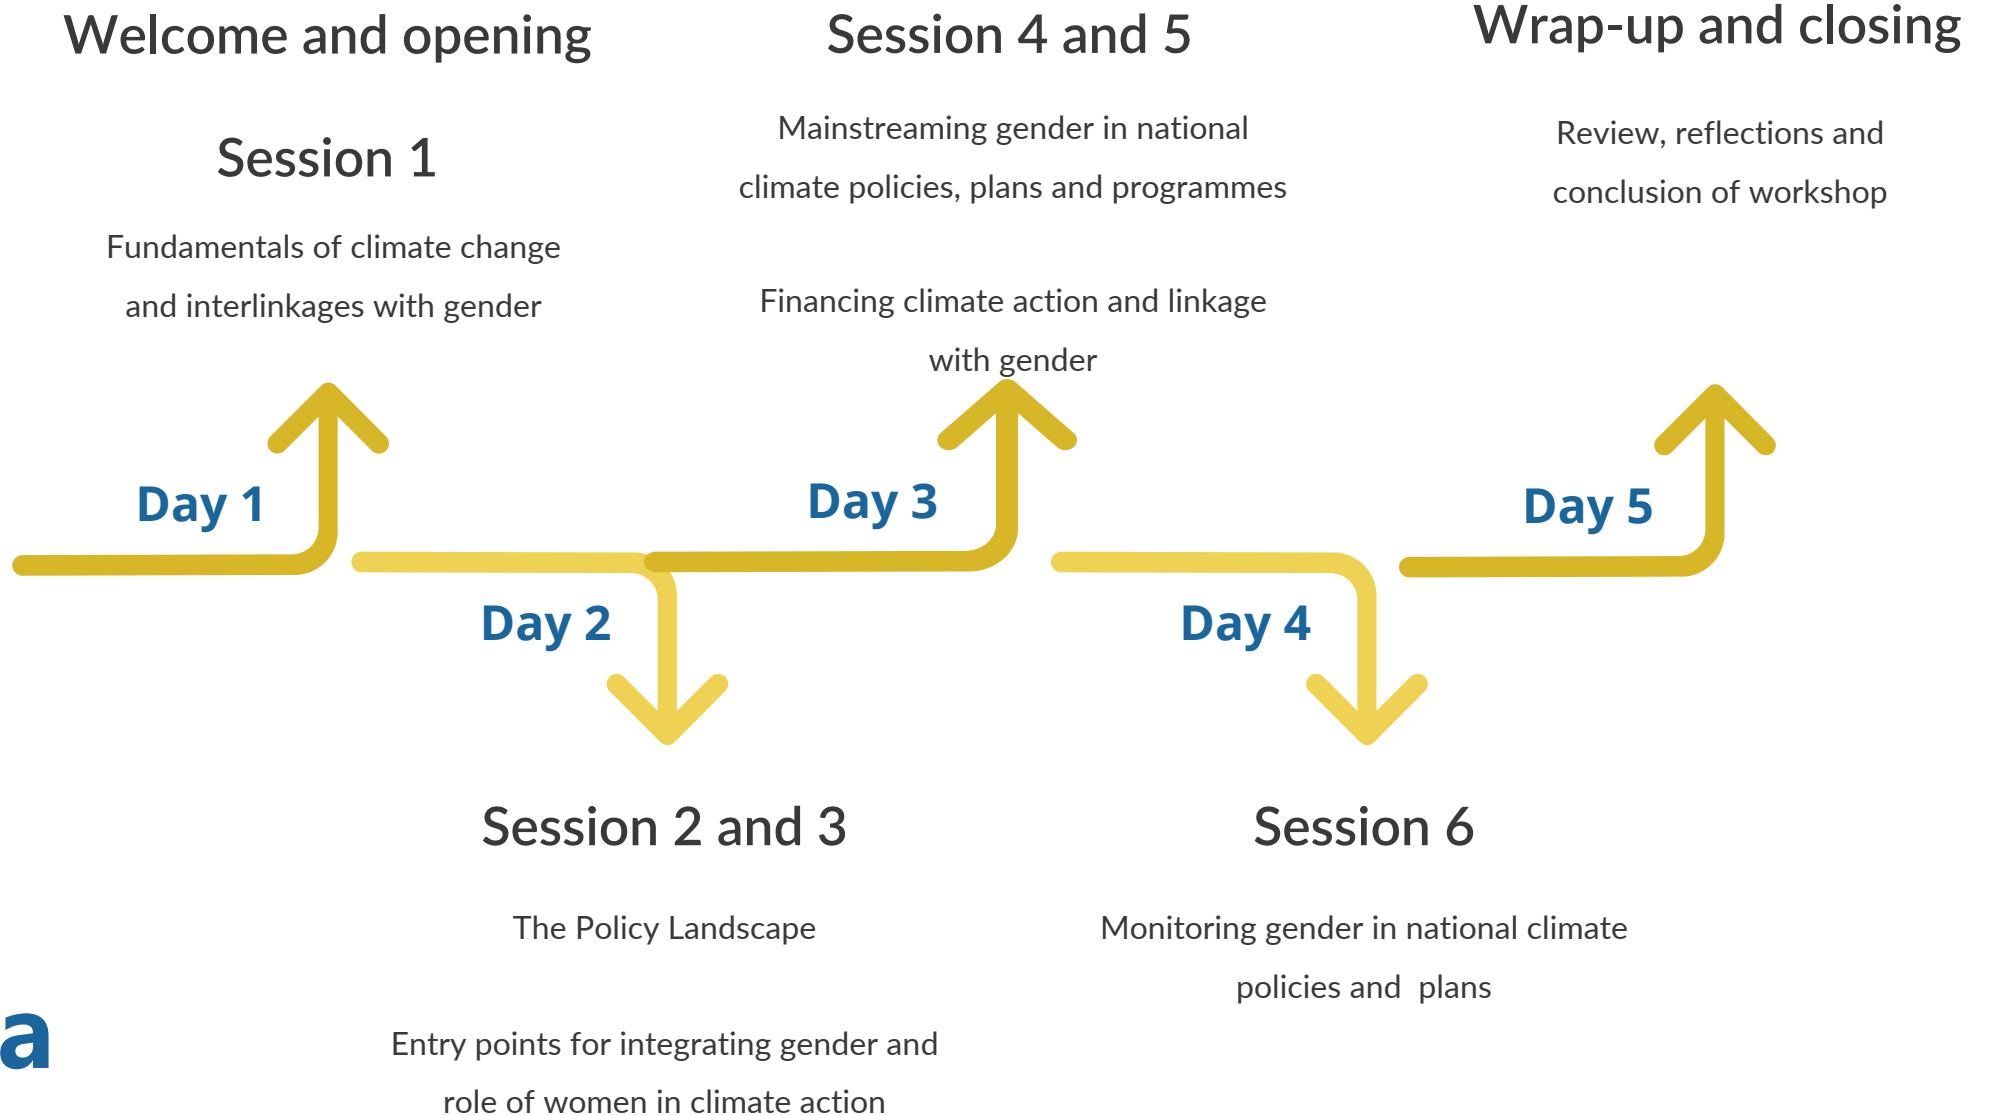 Welcome and opening
Session 1
Fundamentals of climate change
and interlinkages with gender
Day 1
Day 2
Session 2 and 3
The Policy Landscape
Entry points for integrating gender and
role of women in climate action
Session 4 and 5
Mainstreaming gender in national
climate policies, plans and programmes
Financing climate action and linkage
with gender
Day 3
Day 4
Session 6
Monitoring gender in national climate
policies and  plans
Wrap-up and closing
Review, reflections and
conclusion of workshop
Day 5
a